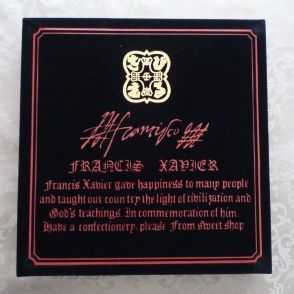 Francisco
FRANCIS XAVIER
Francis Xavier gave happiness to many people
and taught our country the light of civilization and
God's teachings. In commemoration of him.
Have a confectionery, please From sweet shop